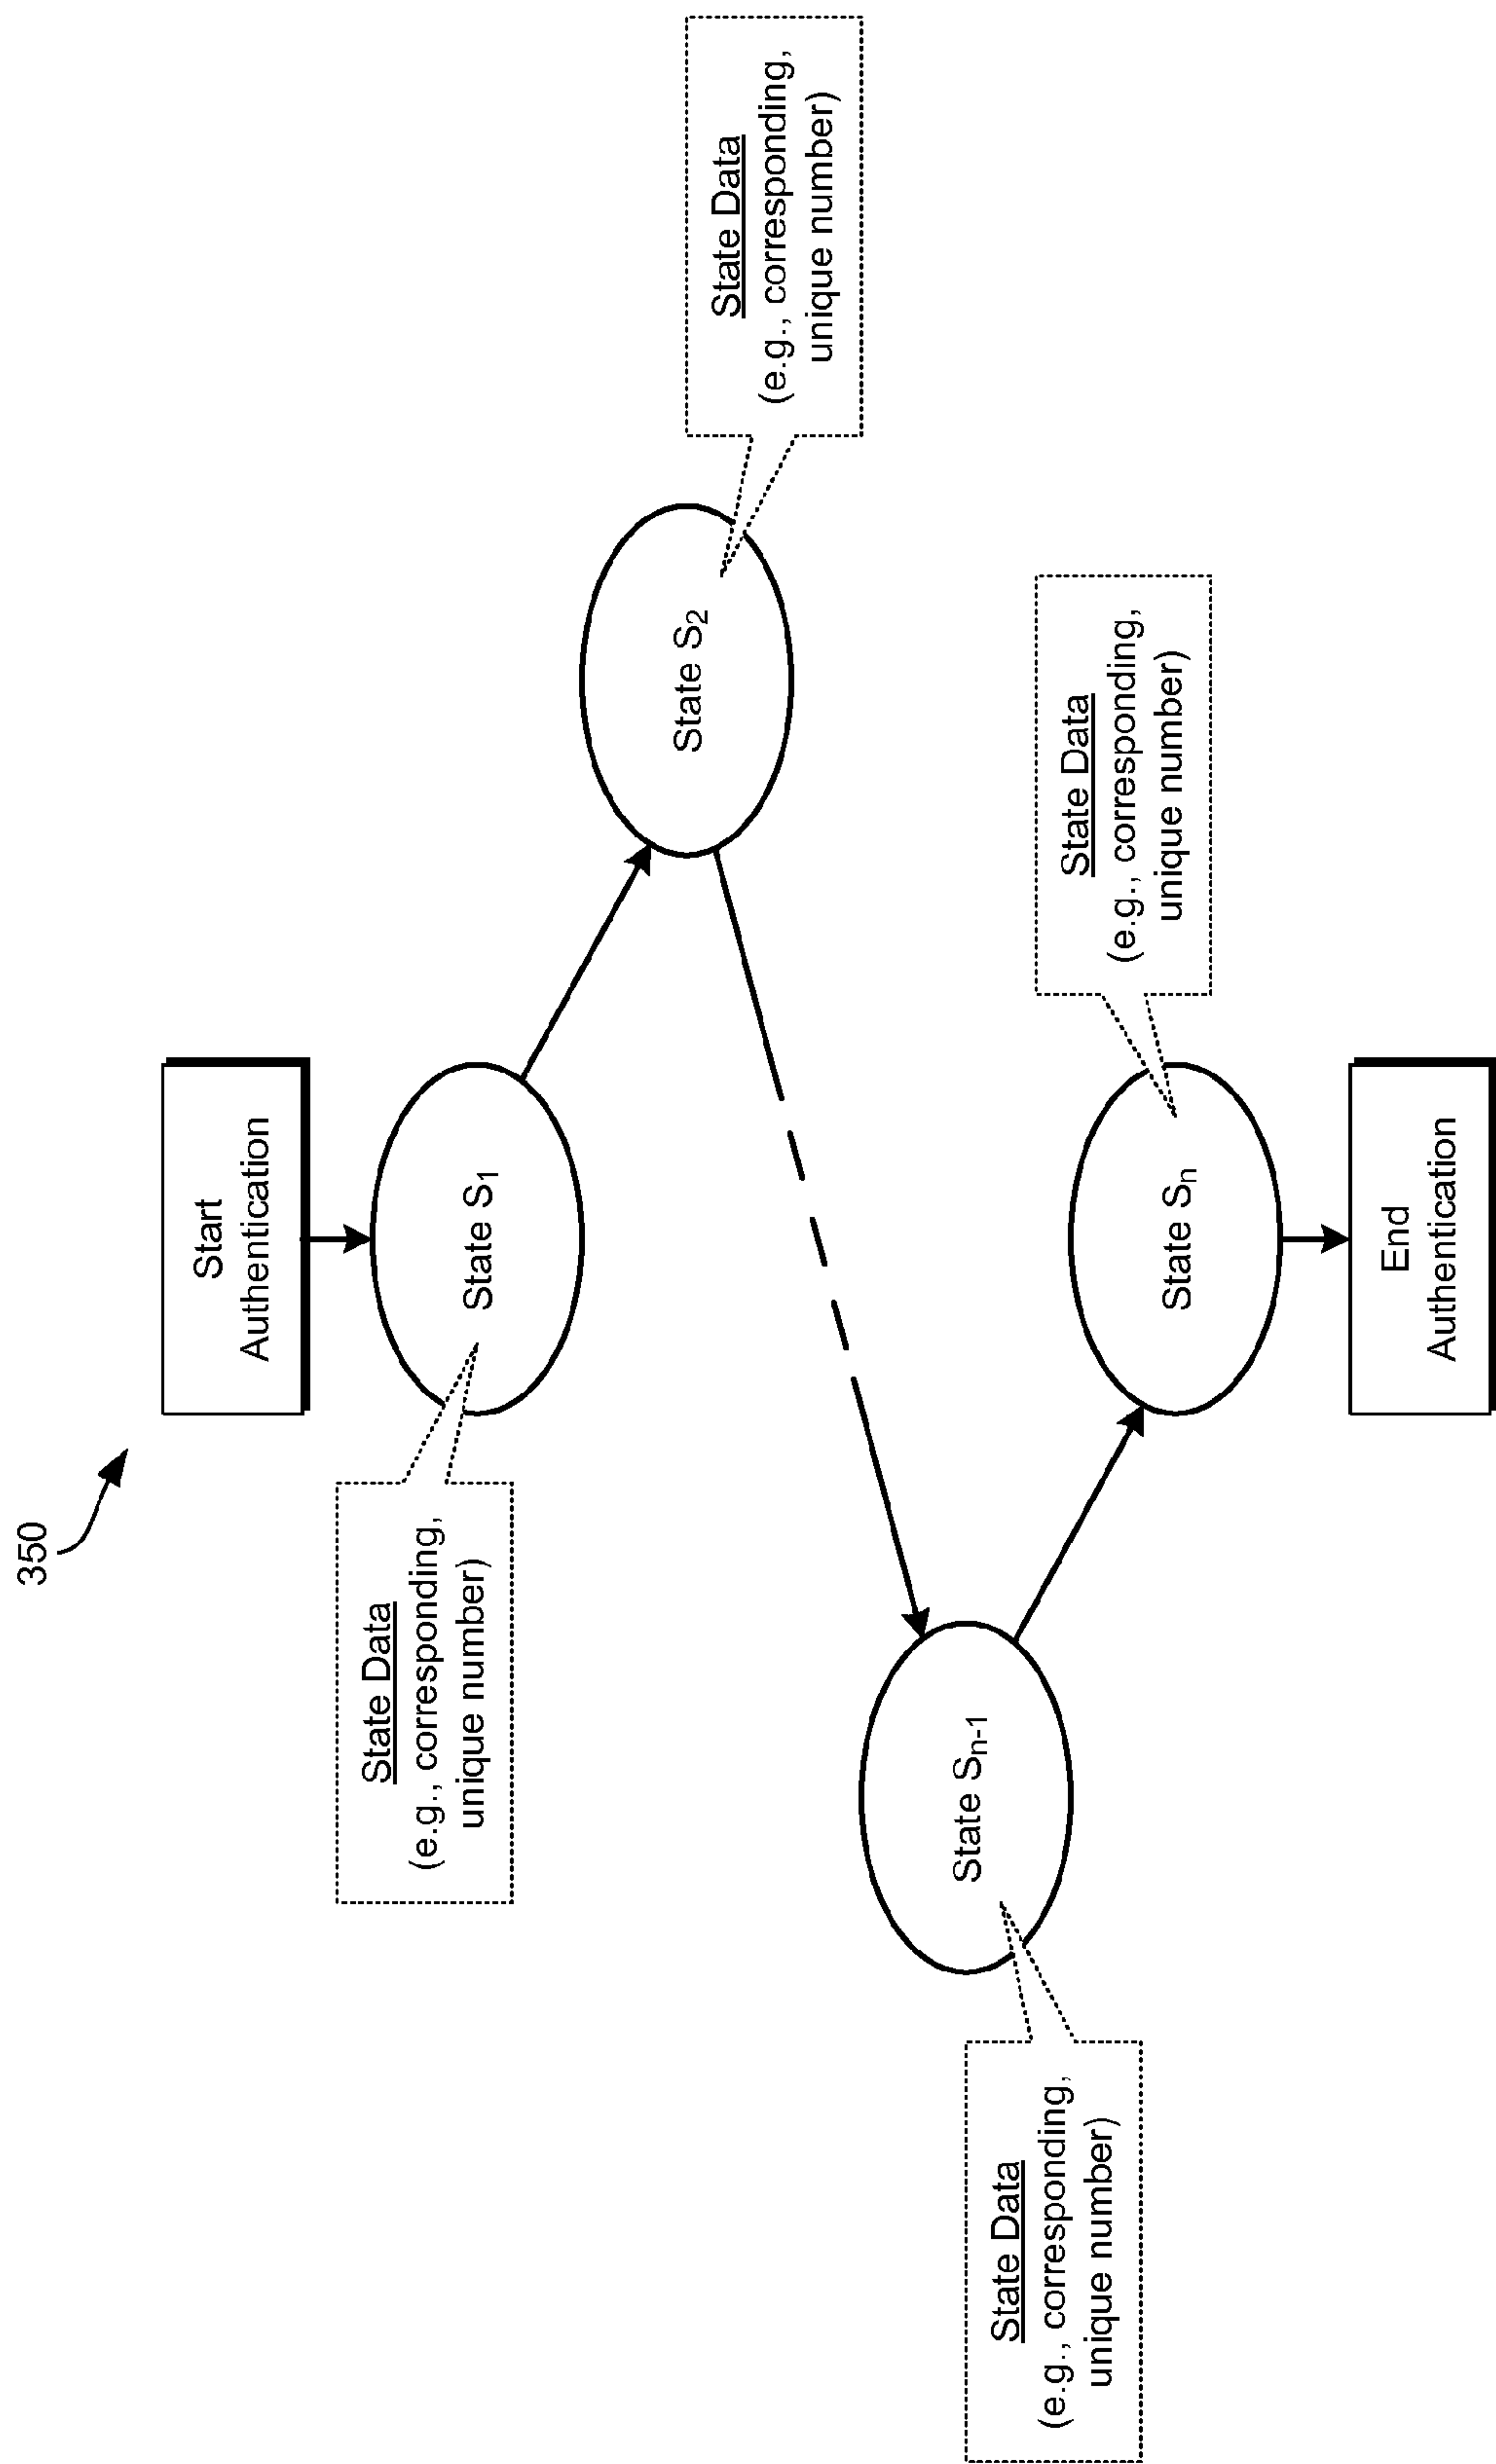 350
Start
Authentication
State Data
(e.g., corresponding,
unique number)
State S₁
State S₂
State Data
(e.g., corresponding,
unique number)
State Sₙ₋₁
State Data
(e.g., corresponding,
unique number)
State Sₙ
State Data
(e.g., corresponding,
unique number)
End
Authentication